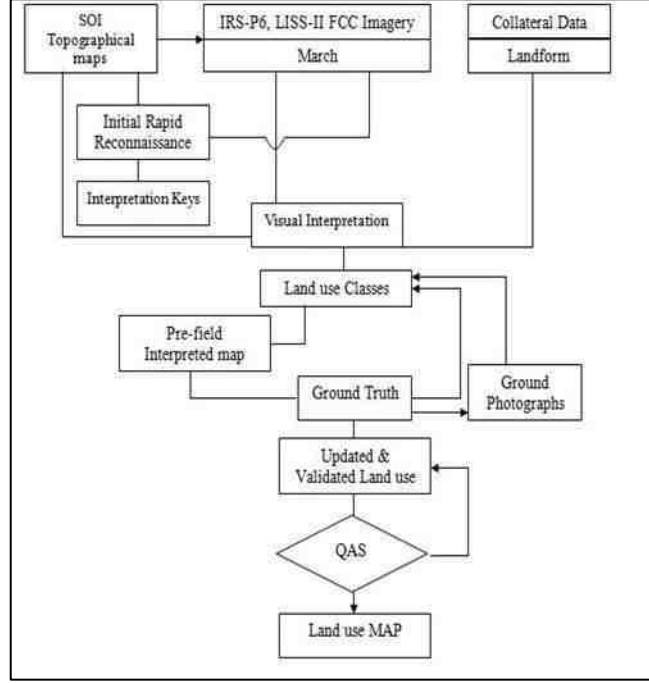 SOI
Topographical
maps
IRS-P6, LISS-II FCC Imagery
March
Collateral Data
Landform
Initial Rapid
Reconnaissance
Interpretation Keys
Visual Interpretation
Land use Classes
Pre-field
Interpreted map
Ground Truth
Ground
Photographs
Updated &
Validated Land use
QAS
Land use MAP